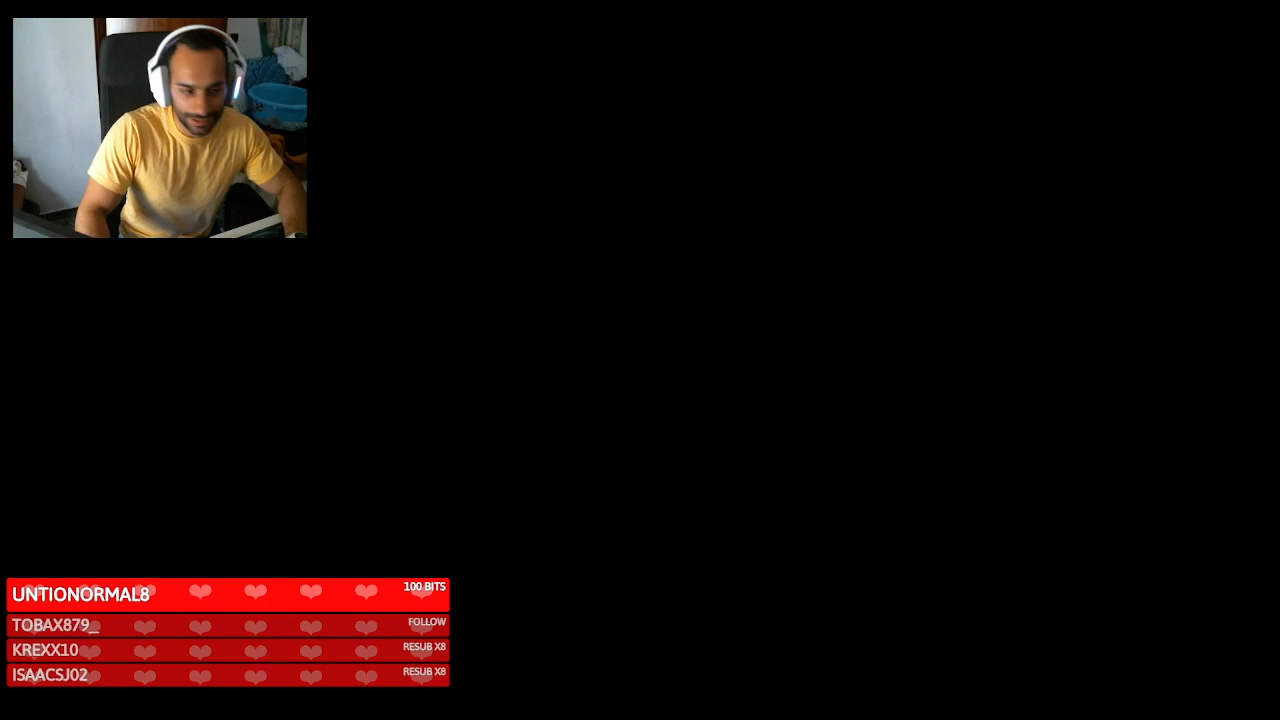 UNTIONORMAL8 100 BITS
TOBAX879_ FOLLOW
KREXX10 RESUB X8
ISAACSJ02 RESUB X8